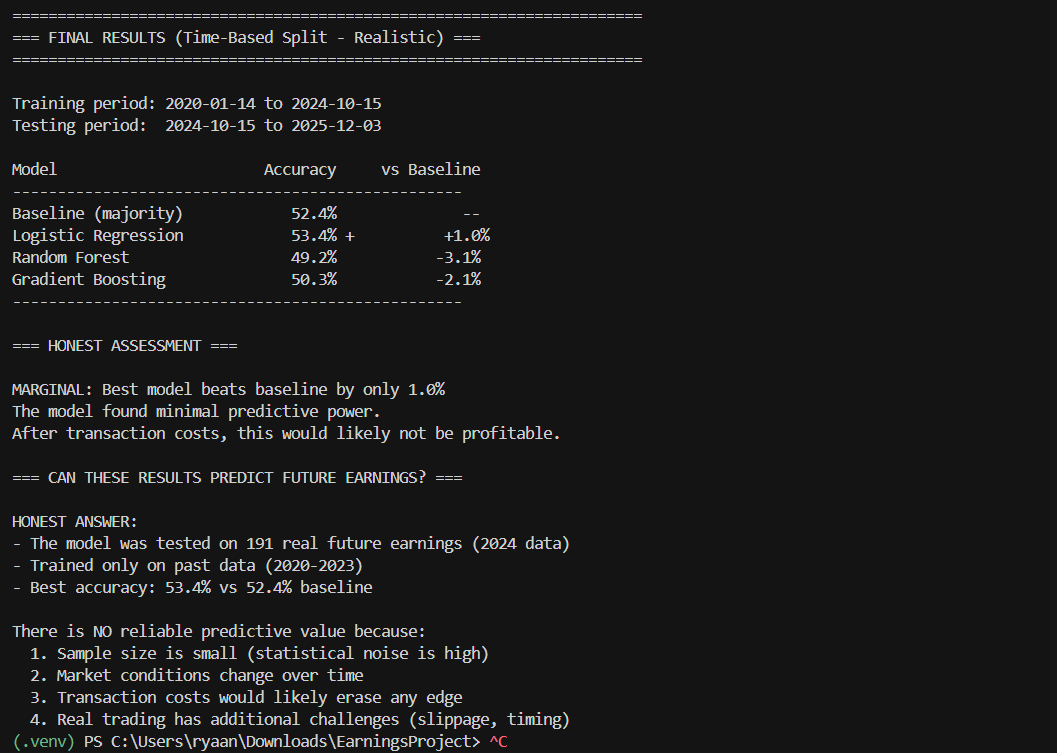 ======================================================================
=== FINAL RESULTS (Time-Based Split - Realistic) ===
======================================================================
Training period: 2020-01-14 to 2024-10-15
Testing period:  2024-10-15 to 2025-12-03
Model                       Accuracy     vs Baseline
--------------------------------------------------
Baseline (majority)            52.4%              --
Logistic Regression            53.4% +          +1.0%
Random Forest                  49.2%           -3.1%
Gradient Boosting              50.3%           -2.1%
--------------------------------------------------
=== HONEST ASSESSMENT ===
MARGINAL: Best model beats baseline by only 1.0%
The model found minimal predictive power.
After transaction costs, this would likely not be profitable.
=== CAN THESE RESULTS PREDICT FUTURE EARNINGS? ===
HONEST ANSWER:
- The model was tested on 191 real future earnings (2024 data)
- Trained only on past data (2020-2023)
- Best accuracy: 53.4% vs 52.4% baseline
There is NO reliable predictive value because:
  1. Sample size is small (statistical noise is high)
  2. Market conditions change over time
  3. Transaction costs would likely erase any edge
  4. Real trading has additional challenges (slippage, timing)
(.venv) PS C:\Users\ryaan\Downloads\EarningsProject> ^C